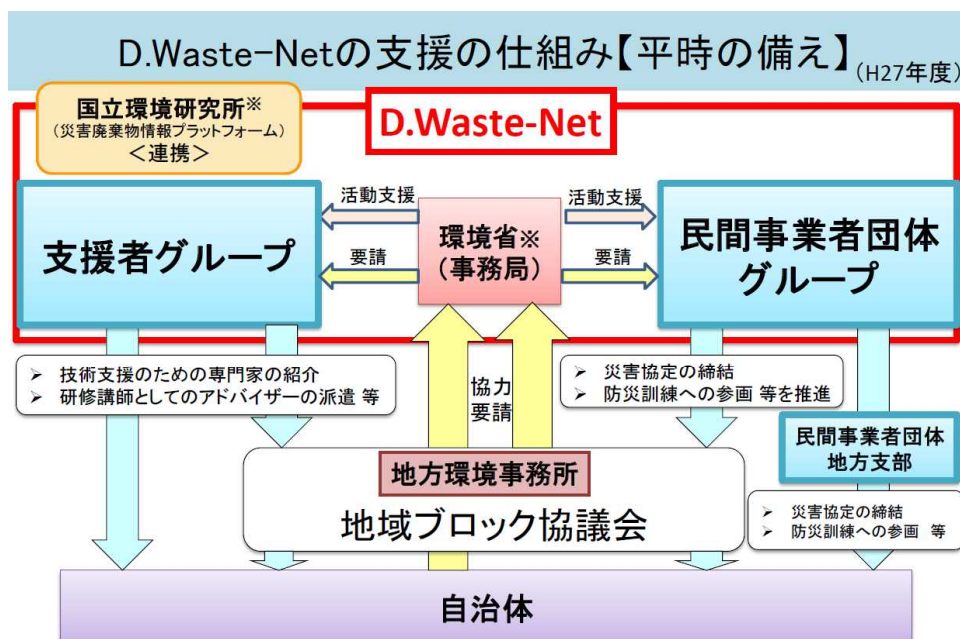 D.Waste-Netの支援の仕組み【平時の備え】(H27年度)
国立環境研究所※
(災害廃棄物情報プラットフォーム)
＜連携＞
D.Waste-Net
支援者グループ
活動支援
要請
環境省※
(事務局)
活動支援
要請
民間事業者団体
グループ
➢ 技術支援のための専門家の紹介
➢ 研修講師としてのアドバイザーの派遣 等
協力
要請
➢ 災害協定の締結
➢ 防災訓練への参画 等を推進
民間事業者団体
地方支部
➢ 災害協定の締結
➢ 防災訓練への参画 等
地方環境事務所
地域ブロック協議会
自治体